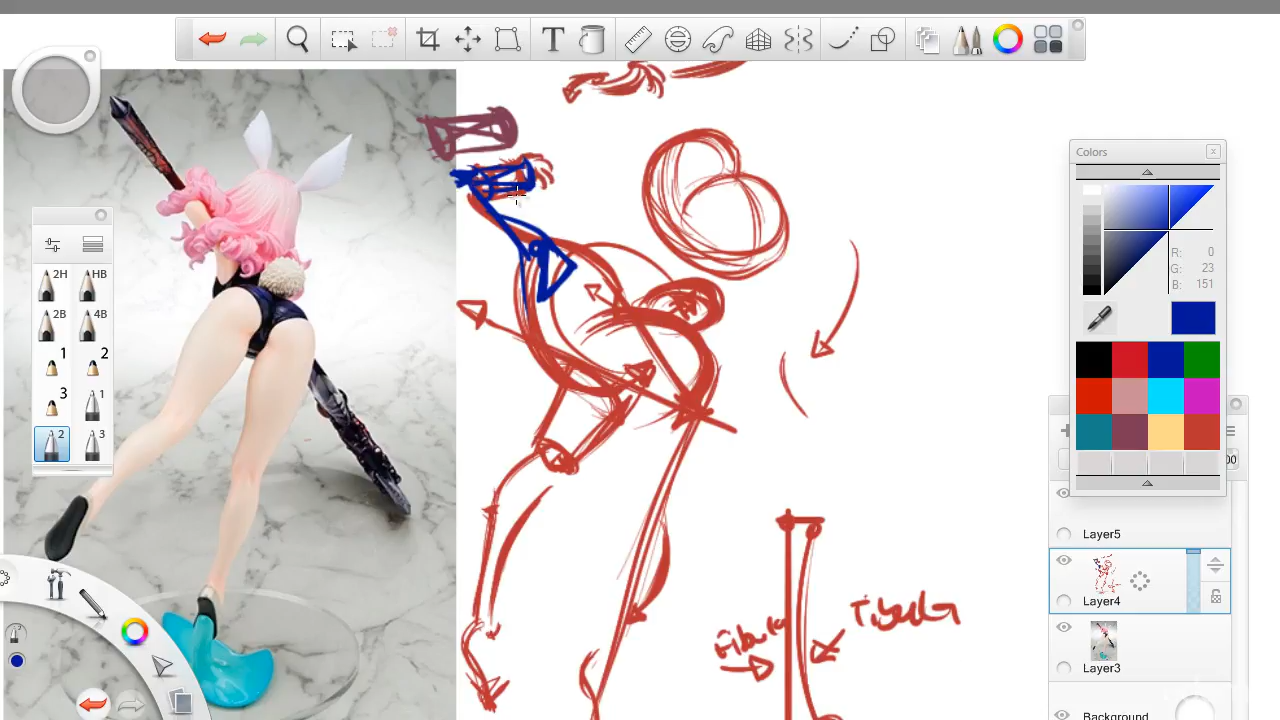 T
Colors
R: 0
G: 23
B: 151
2H HB
2B 4B
1 2
3 1
2 3
00
Layer5
Layer4
Layer3
Background
Fibula
Tibula